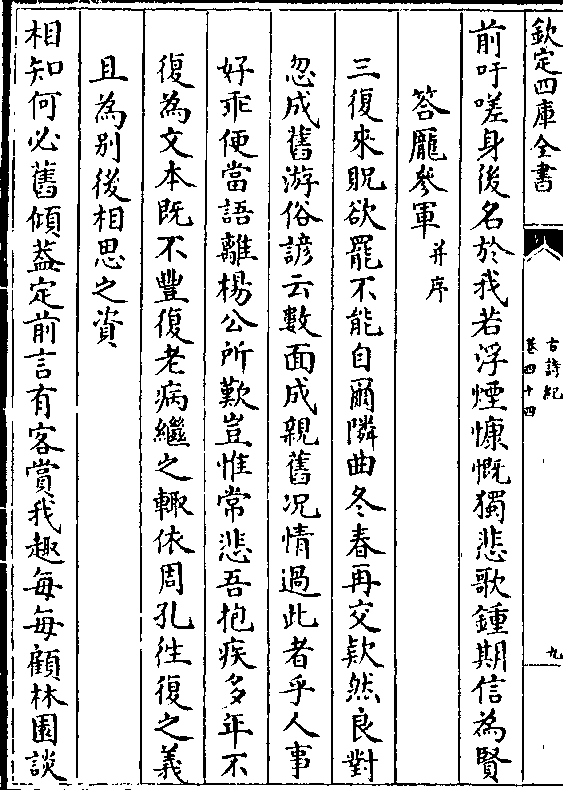 欽定四庫全書
古詩紀
卷四十四
九
前吁嗟身後名於我若浮煙慷慨獨悲歌鍾期信為賢
答龎參軍并序
三復來貺欲罷不能自爾隣曲冬春再交欵然良對
忽成舊游俗諺云數面成親舊况情過此者乎人事
好乖便當語離楊公所歎豈惟常悲吾抱疾多年不
復為文本既不豐復老病繼之輙依周孔徃復之義
且為别後相思之資
相知何必舊傾葢定前言有客賞我趣每每顧林園談